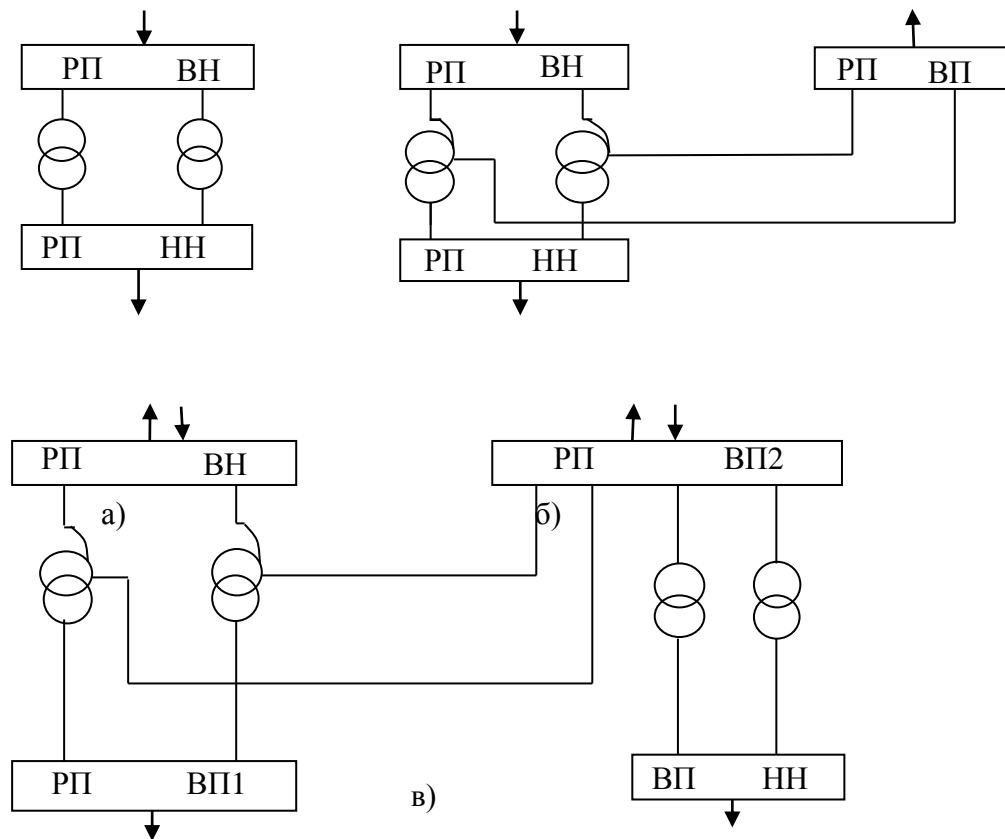 РП ВН
РП ВН
РП ВП
РП НН
РП НН
РП ВН
РП ВП2
а)
б)
РП ВП1
в)
ВП НН